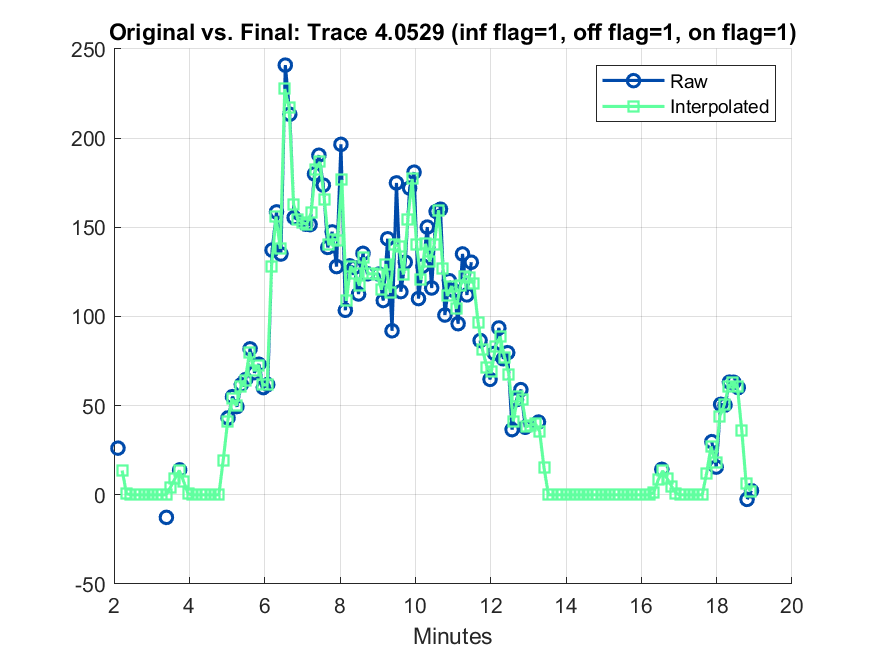 Original vs. Final: Trace 4.0529 (inf flag=1, off flag=1, on flag=1)
250
200
150
100
50
0
-50
Raw
Interpolated
2 4 6 8 10 12 14 16 18 20
Minutes